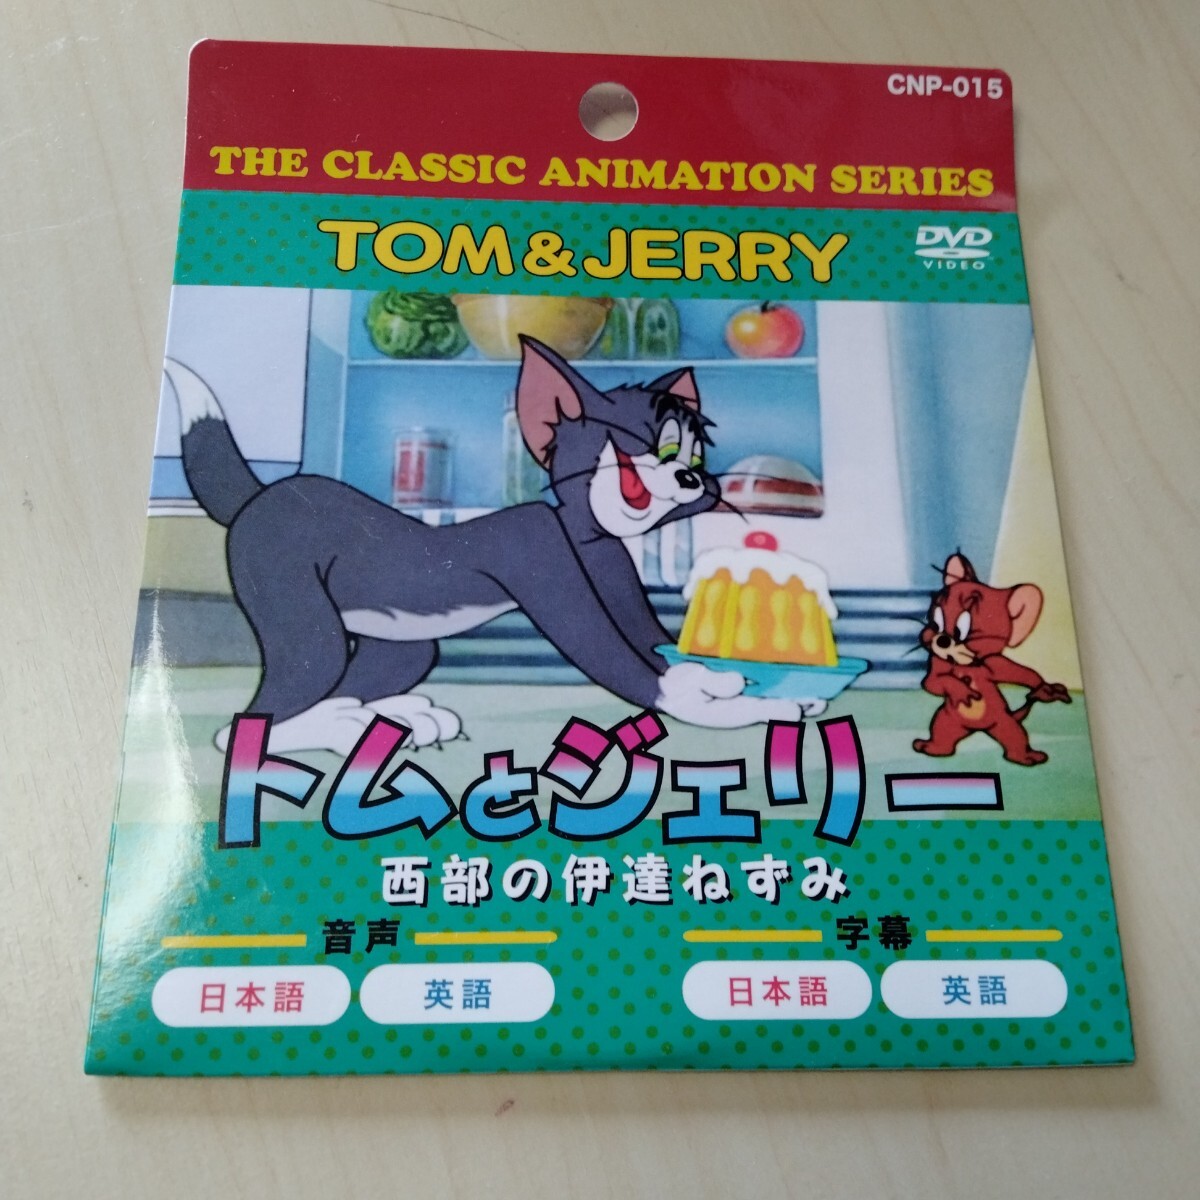 CNP-015
THE CLASSIC ANIMATION SERIES
TOM&JERRY
DVD
VIDEO
トムとジェリー
西部の伊達ねずみ
音声 字幕
日本語 英語 日本語 英語